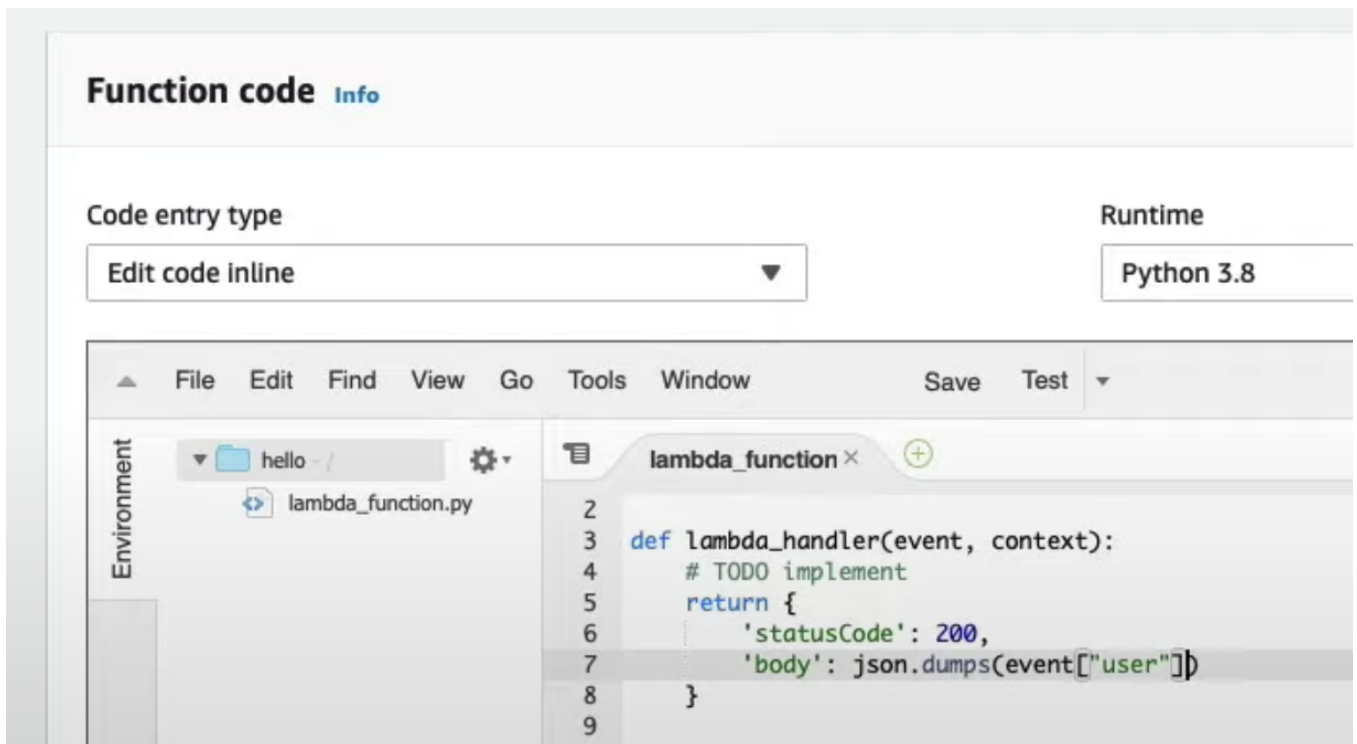 Function code Info
Code entry type
Runtime
Edit code inline
Python 3.8
File Edit Find View Go Tools Window Save Test
Environment
hello - /
lambda_function.py
lambda_function
2
3 def lambda_handler(event, context):
4     # TODO implement
5     return {
6         'statusCode': 200,
7         'body': json.dumps(event["user"])
8     }
9